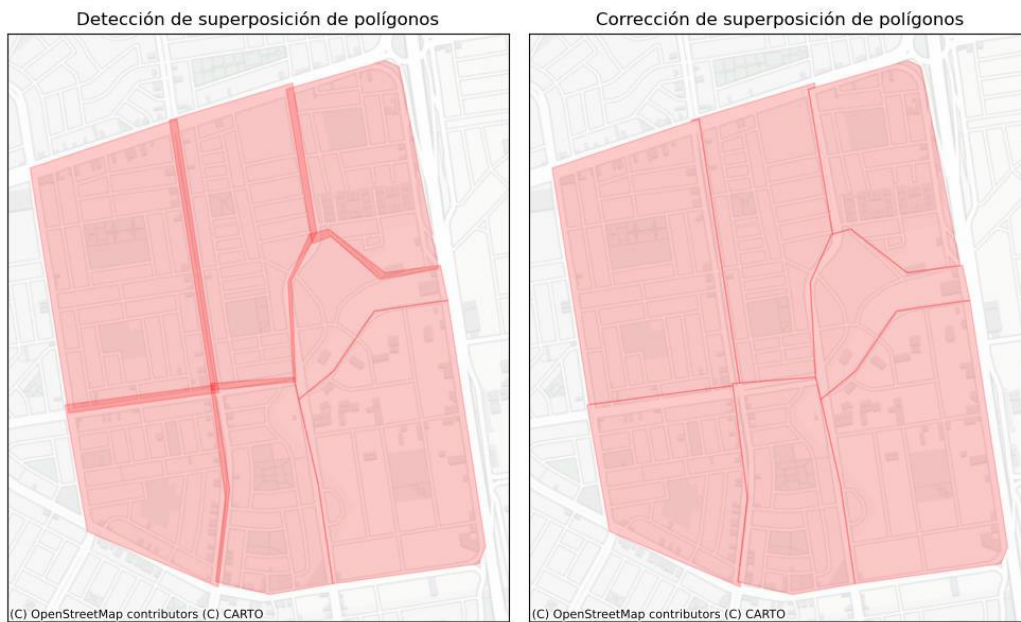 Detección de superposición de polígonos
Corrección de superposición de polígonos
(C) OpenStreetMap contributors (C) CARTO
(C) OpenStreetMap contributors (C) CARTO